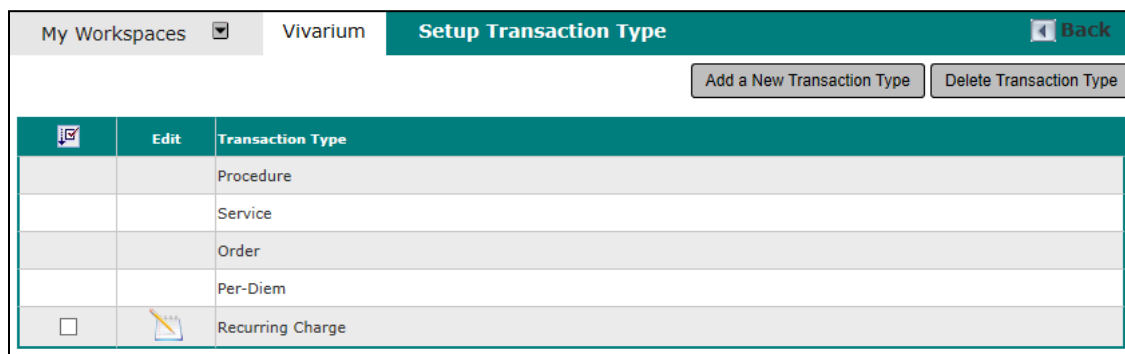 My Workspaces Vivarium Setup Transaction Type Back
Add a New Transaction Type Delete Transaction Type
Edit Transaction Type
Procedure
Service
Order
Per-Diem
Recurring Charge